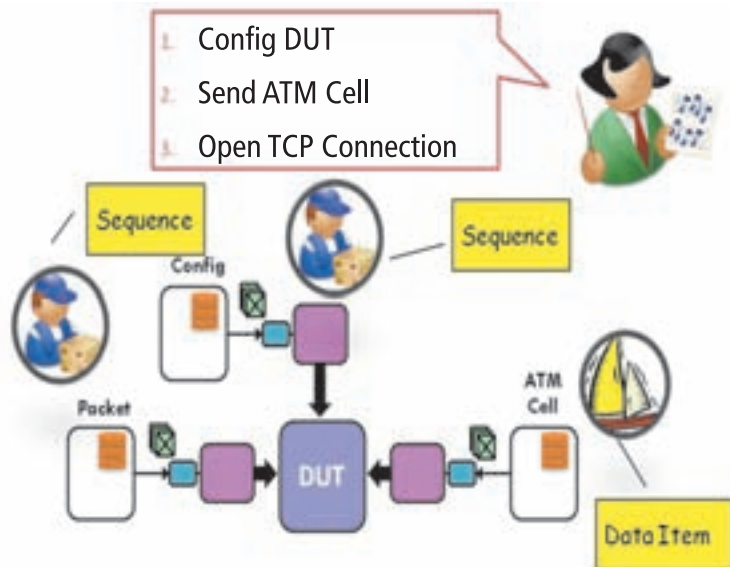 1. Config DUT
2. Send ATM Cell
3. Open TCP Connection
Sequence
Sequence
Config
Packet
DUT
ATM
Cell
Data Item